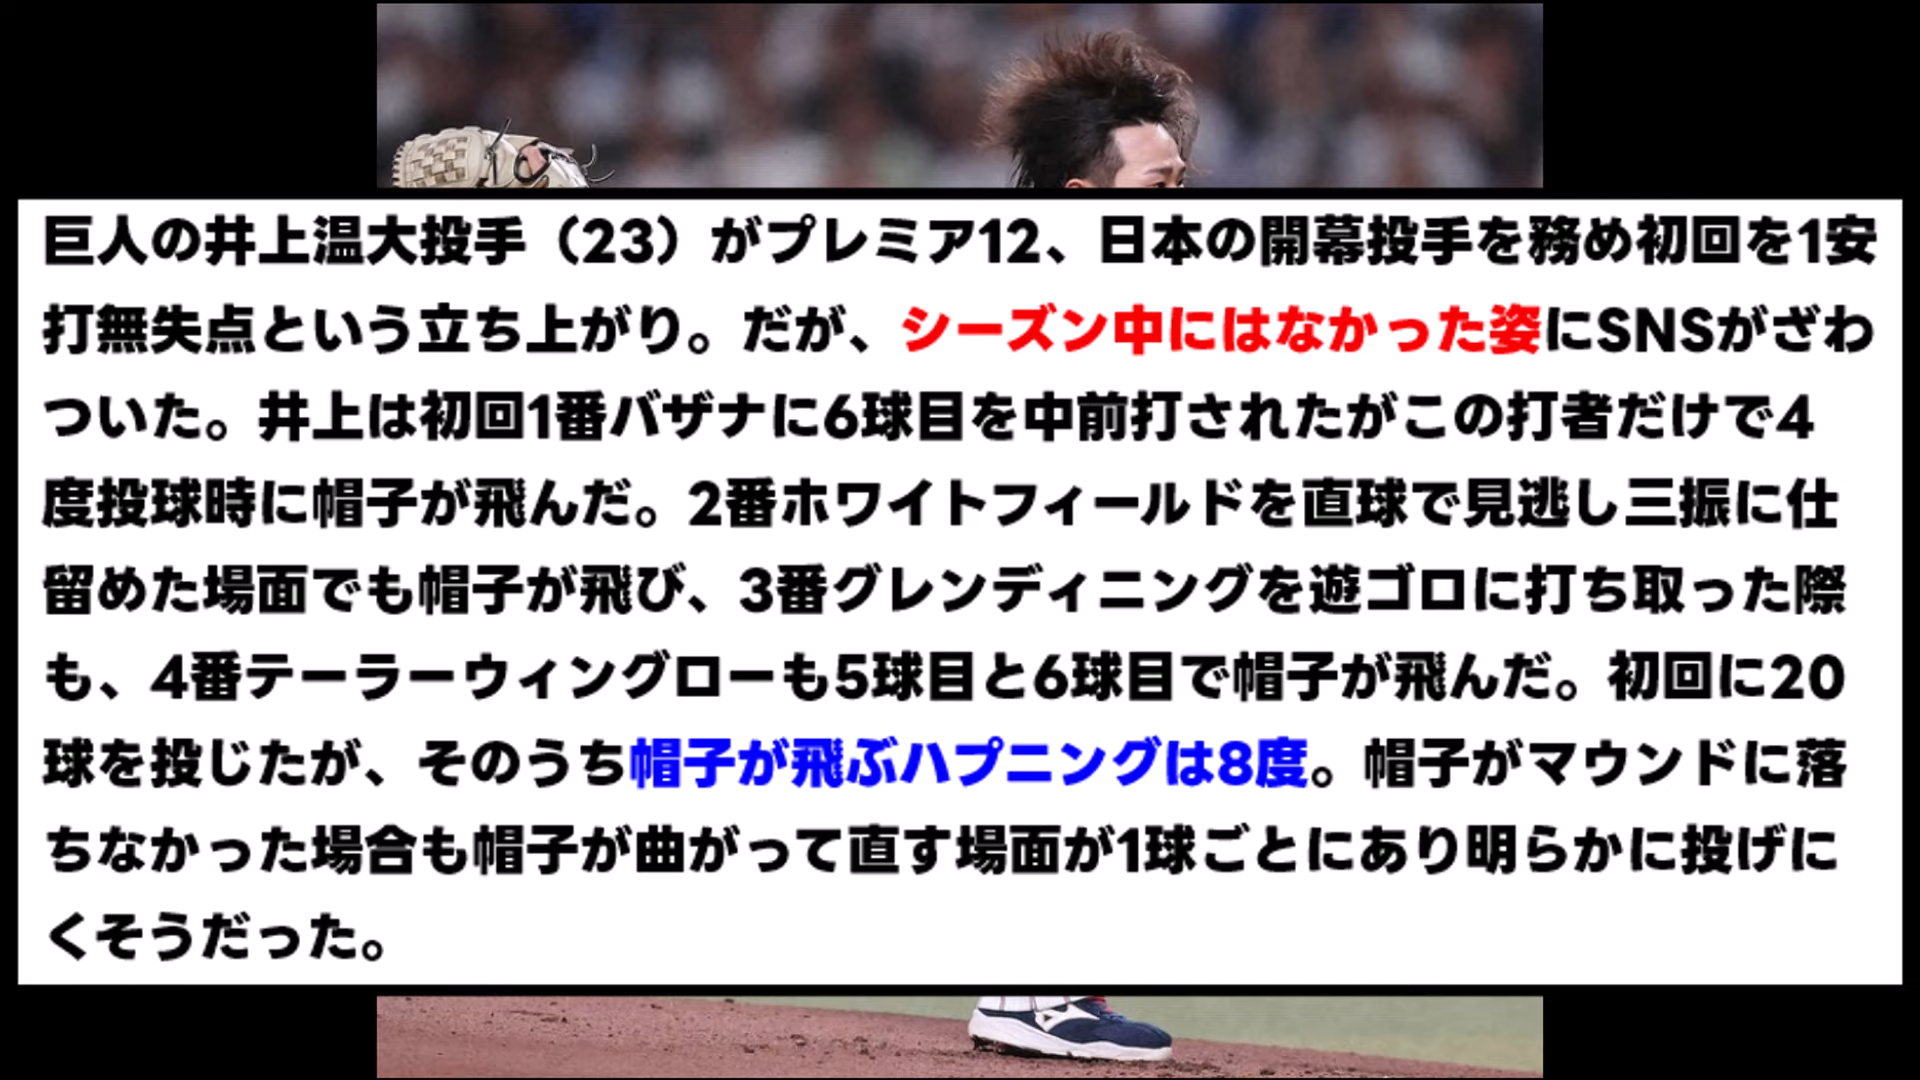 巨人の井上温大投手（23）がプレミア12、日本の開幕投手を務め初回を1安
打無失点という立ち上がり。だが、シーズン中にはなかった姿にSNSがざわ
ついた。井上は初回1番バザナに6球目を中前打されたがこの打者だけで4
度投球時に帽子が飛んだ。2番ホワイトフィールドを直球で見逃し三振に仕
留めた場面でも帽子が飛び、3番グレンディニングを遊ゴロに打ち取った際
も、4番テーラーウィングローも5球目と6球目で帽子が飛んだ。初回に20
球を投じたが、そのうち帽子が飛ぶハプニングは8度。帽子がマウンドに落
ちなかった場合も帽子が曲がって直す場面が1球ごとにあり明らかに投げに
くそうだった。